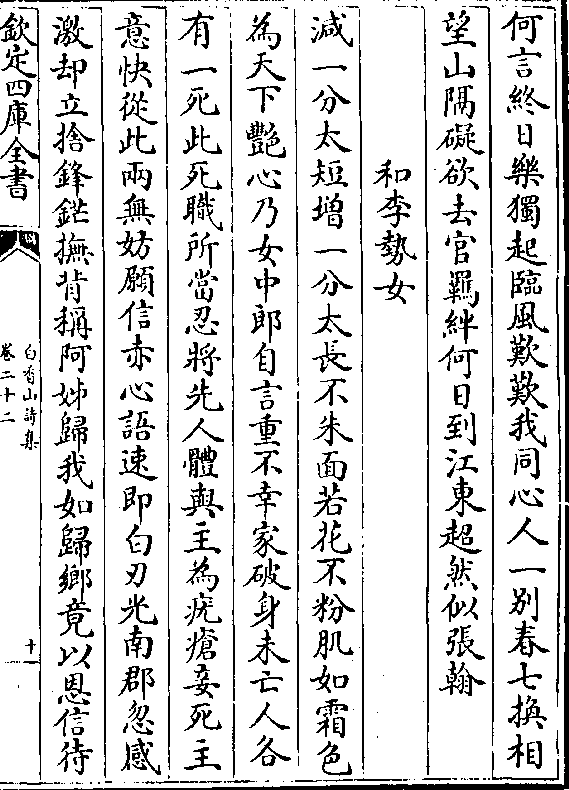 何言終日樂獨起臨風歎歎我同心人一别春七换相
望山隔礙欲去官羈絆何日到江東超然似張翰
和李勢女
減一分太短増一分太長不朱面若花不粉肌如霜色
為天下艷心乃女中郎自言重不幸家破身未亡人各
有一死此死職所當忍將先人體與主為疣瘡妾死主
意快從此兩無妨願信赤心語速即白刃光南郡忽感
激却立捨鋒鋩撫背稱阿姊歸我如歸鄉竟以恩信待
欽定四庫全書
白香山詩集
卷二十二
十